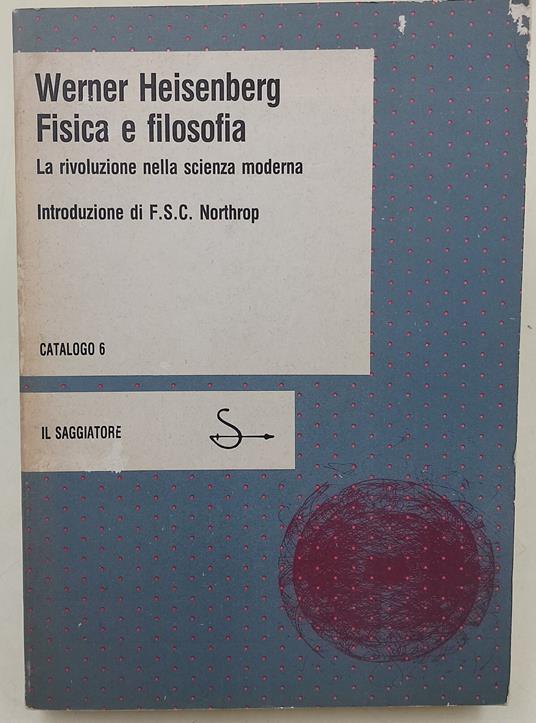 Werner Heisenberg
Fisica e filosofia
La rivoluzione nella scienza moderna
Introduzione di F.S.C. Northrop
CATALOGO 6
IL SAGGIATORE